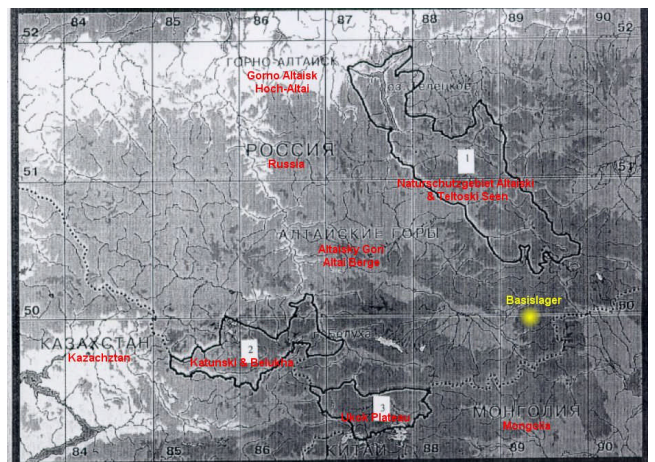 84 85 86 87 88 89 90
52 52
ГОРНО-АЛТАЙСК
Gorno Altaisk
Hoch-Altai
1
РОССИЯ
Russia
51 51
Naturschutzgebiet Altaiski
& Teltoski Seen
АЛТАЙСКИЕ ГОРЫ
Altaisky Gori
Altai Berge
Basislager
50 50
БЕЛУХА
КАЗАХСТАН
Kazachztan
2
Katunski & Belukha
3
Ukok Plateau
МОНГОЛИЯ
Mongolia
КИТАЙ
84 85 86 88 89 90